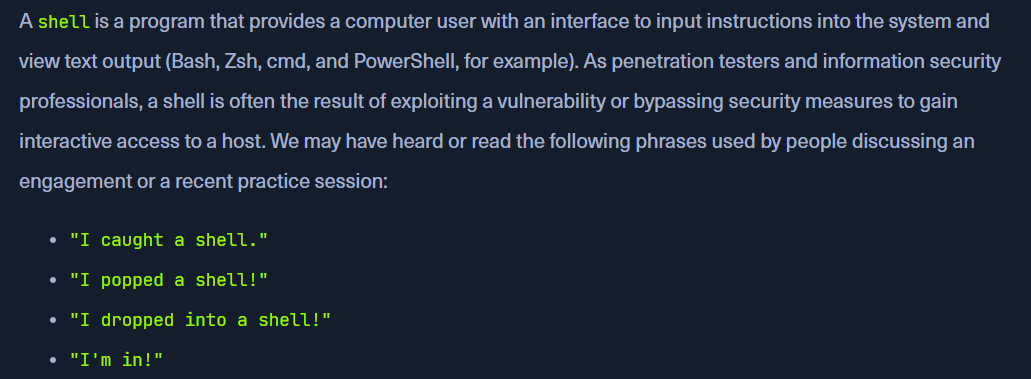 A shell is a program that provides a computer user with an interface to input instructions into the system and
view text output (Bash, Zsh, cmd, and PowerShell, for example). As penetration testers and information security
professionals, a shell is often the result of exploiting a vulnerability or bypassing security measures to gain
interactive access to a host. We may have heard or read the following phrases used by people discussing an
engagement or a recent practice session:
• "I caught a shell."
• "I popped a shell!"
• "I dropped into a shell!"
• "I'm in!"